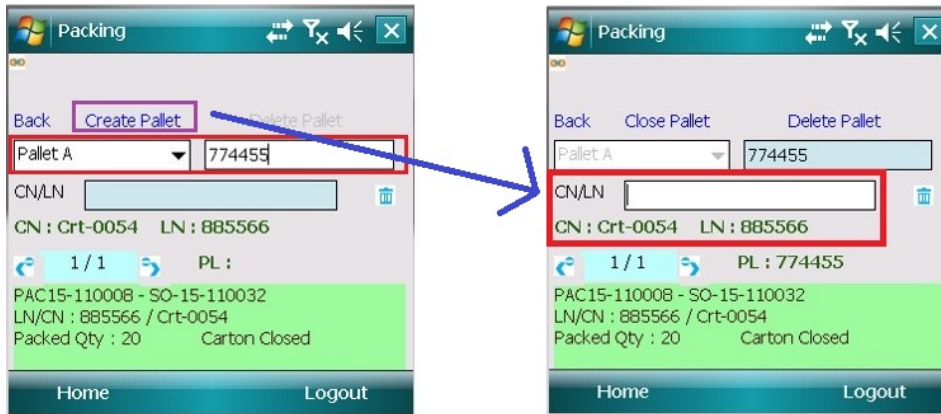 Packing
Back Create Pallet Delete Pallet
Pallet A 774455
CN/LN
CN : Crt-0054 LN : 885566
1 / 1 PL :
PAC15-110008 - SO-15-110032
LN/CN : 885566 / Crt-0054
Packed Qty : 20 Carton Closed
Home Logout
Packing
Back Close Pallet Delete Pallet
Pallet A 774455
CN/LN
CN : Crt-0054 LN : 885566
1 / 1 PL : 774455
PAC15-110008 - SO-15-110032
LN/CN : 885566 / Crt-0054
Packed Qty : 20 Carton Closed
Home Logout